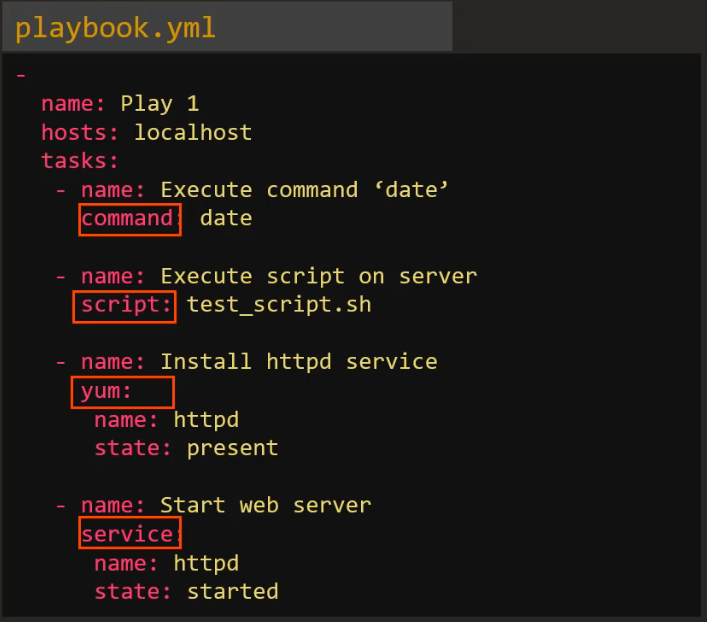 playbook.yml
-
name: Play 1
hosts: localhost
tasks:
- name: Execute command ‘date’
command: date
- name: Execute script on server
script: test_script.sh
- name: Install httpd service
yum:
name: httpd
state: present
- name: Start web server
service:
name: httpd
state: started